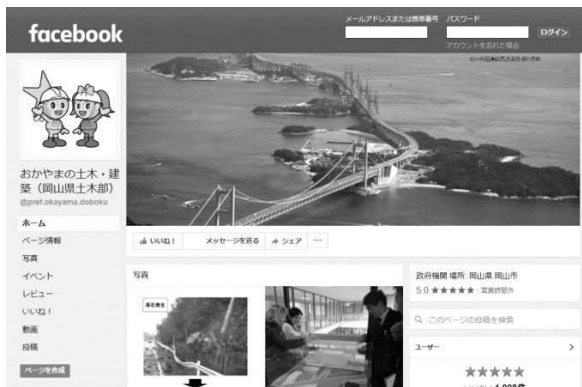 facebook
メールアドレスまたは携帯番号 パスワード
ログイン
アカウントを忘れた場合
おかやまの土木・建
築（岡山県土木部）
@pref.okayama.doboku
ホーム
ページ情報
写真
イベント
レビュー
いいね！
動画
投稿
ページを作成
いいね！ メッセージを送る シェア ...
写真
政府機関 場所 岡山県 岡山市
5.0 ★★★★★ · 営業時間外
このページの投稿を検索
ユーザー
★★★★★